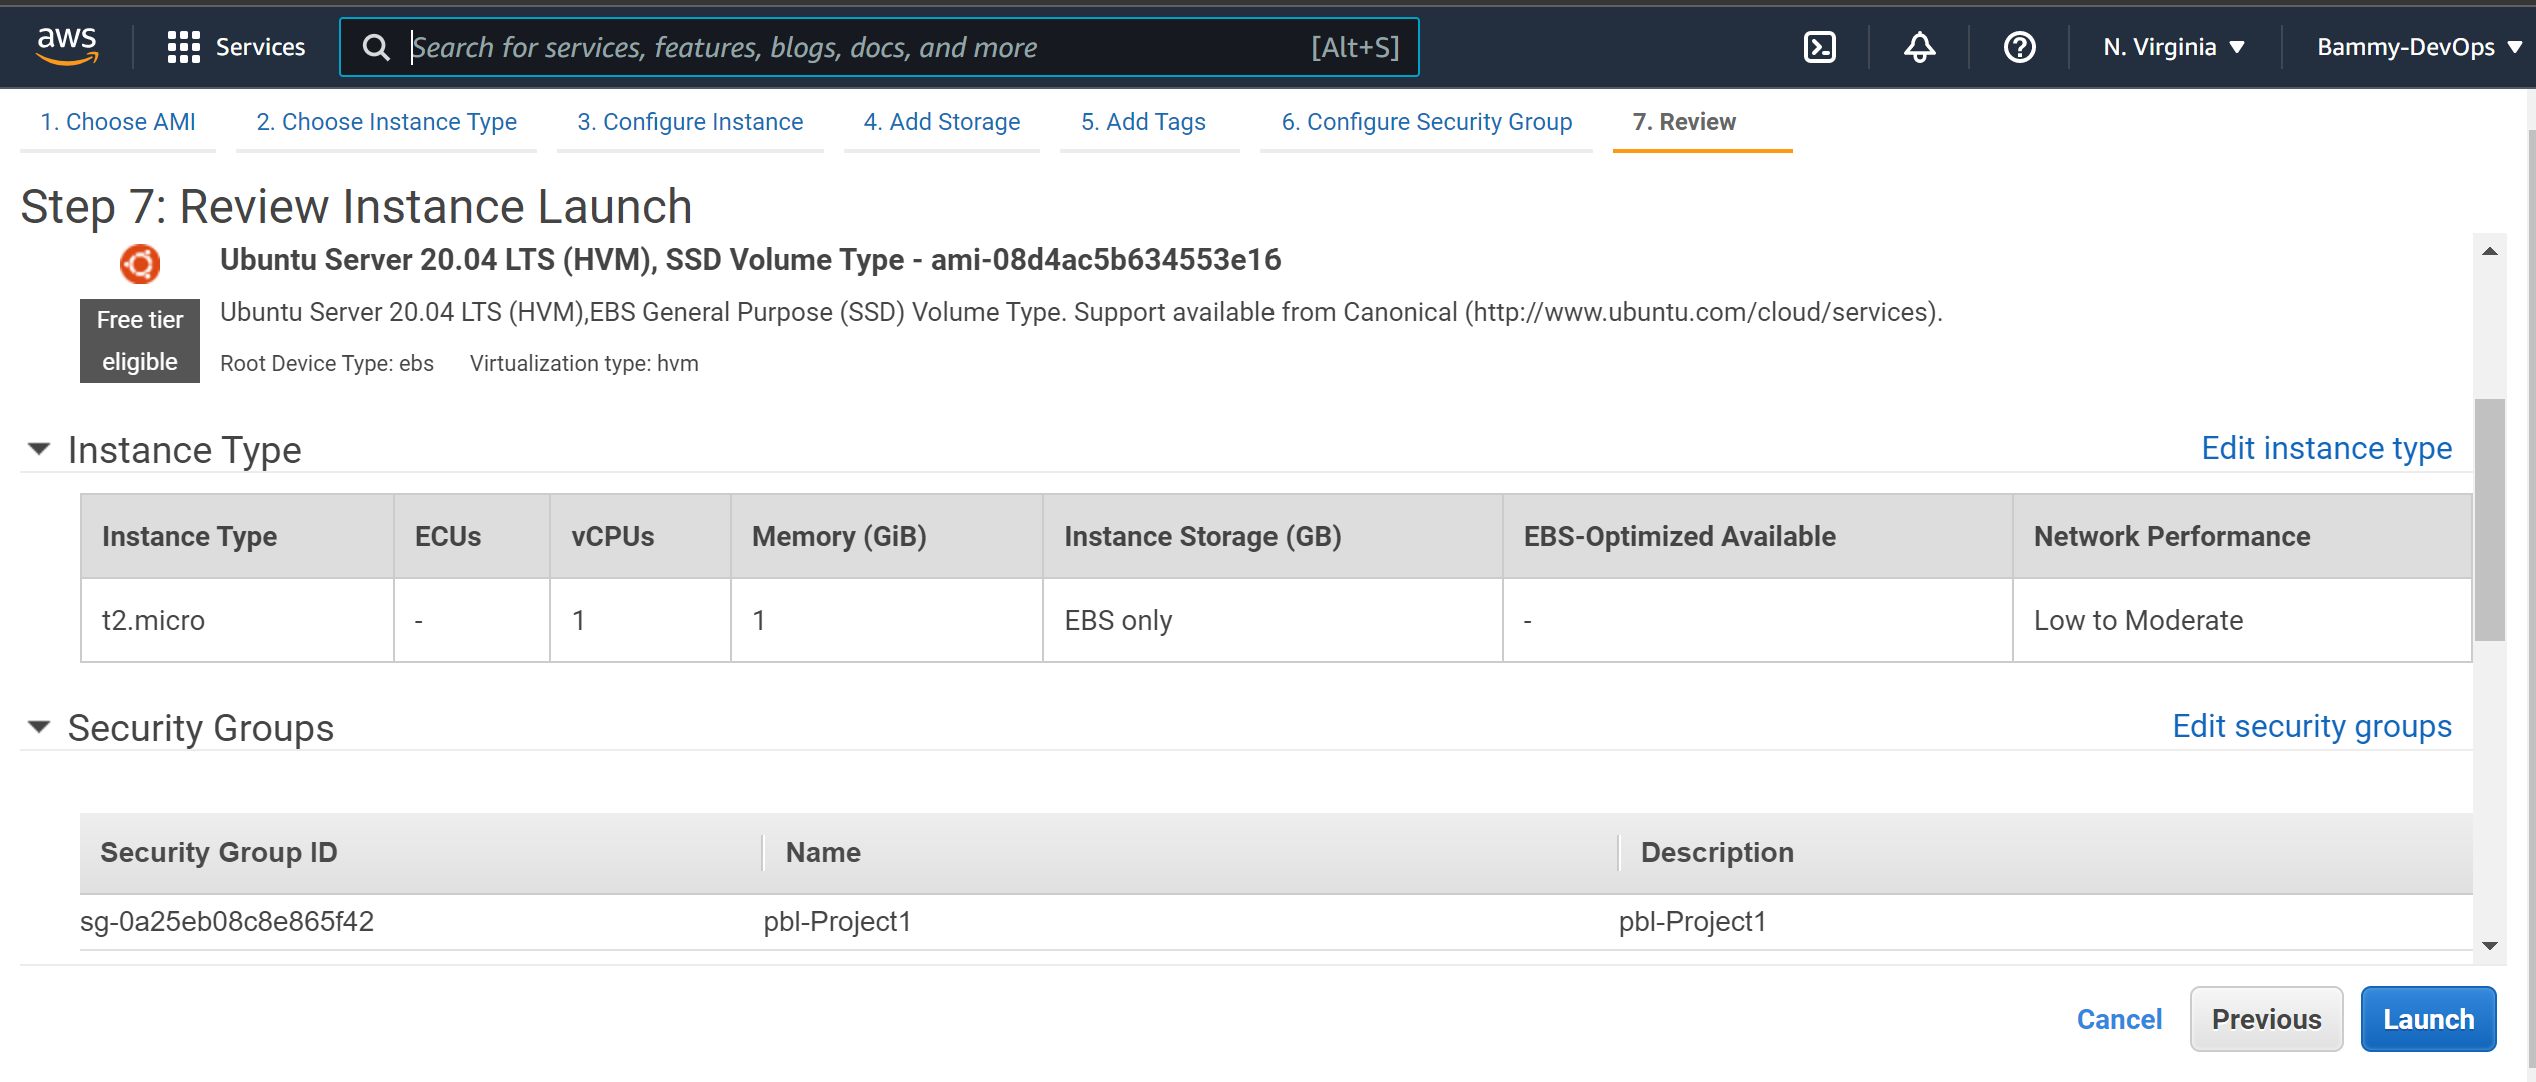 aws Services Search for services, features, blogs, docs, and more [Alt+S] N. Virginia Bammy-DevOps
1. Choose AMI 2. Choose Instance Type 3. Configure Instance 4. Add Storage 5. Add Tags 6. Configure Security Group 7. Review
Step 7: Review Instance Launch
Ubuntu Server 20.04 LTS (HVM), SSD Volume Type - ami-08d4ac5b634553e16
Free tier eligible
Ubuntu Server 20.04 LTS (HVM),EBS General Purpose (SSD) Volume Type. Support available from Canonical (http://www.ubuntu.com/cloud/services).
Root Device Type: ebs Virtualization type: hvm
Instance Type Edit instance type
Instance Type ECUs vCPUs Memory (GiB) Instance Storage (GB) EBS-Optimized Available Network Performance
t2.micro - 1 1 EBS only - Low to Moderate
Security Groups Edit security groups
Security Group ID Name Description
sg-0a25eb08c8e865f42 pbl-Project1 pbl-Project1
Cancel Previous Launch